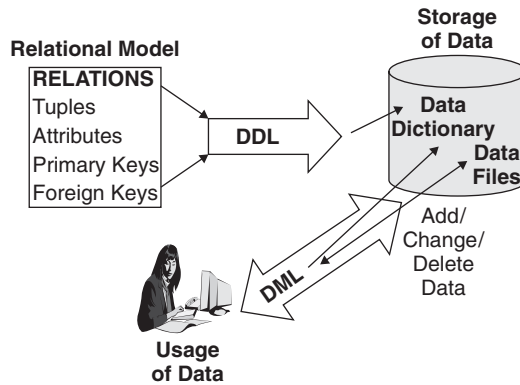 Relational Model
RELATIONS
Tuples
Attributes
Primary Keys
Foreign Keys
DDL
Storage
of Data
Data
Dictionary
Data
Files
Add/
Change/
Delete
Data
DML
Usage
of Data